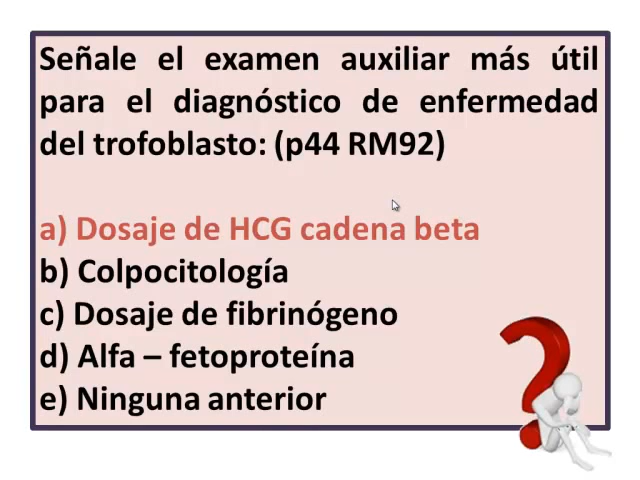 Señale el examen auxiliar más útil
para el diagnóstico de enfermedad
del trofoblasto: (p44 RM92)
a) Dosaje de HCG cadena beta
b) Colpocitología
c) Dosaje de fibrinógeno
d) Alfa – fetoproteína
e) Ninguna anterior